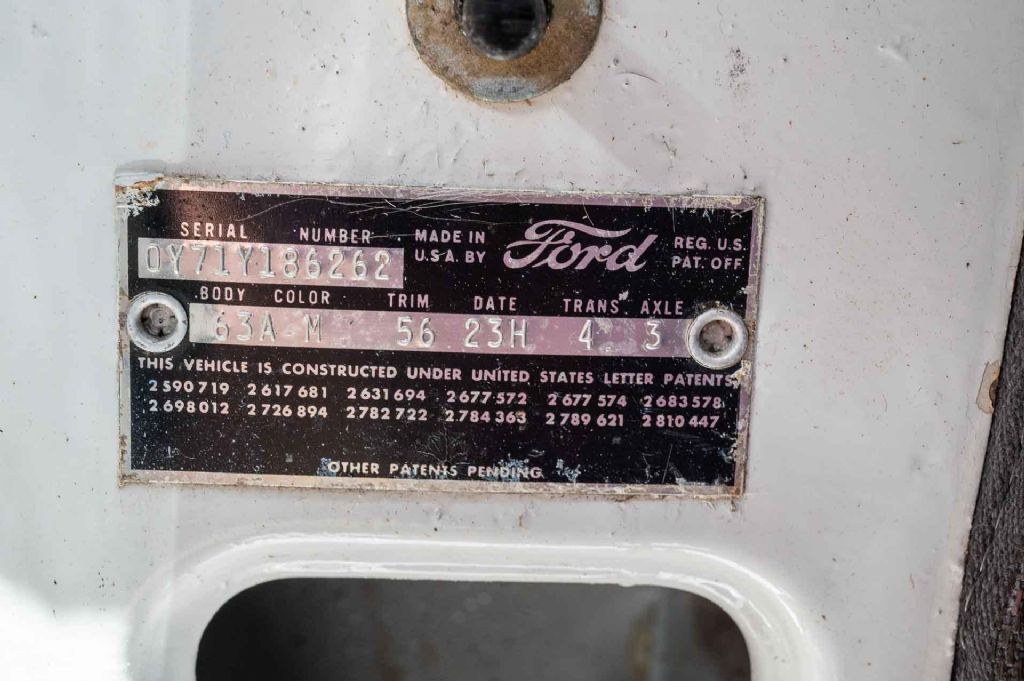 SERIAL NUMBER MADE IN U.S.A. BY Ford REG. U.S. PAT. OFF.
0Y71Y186262
BODY COLOR TRIM DATE TRANS. AXLE
63A M 56 23H 4 3
THIS VEHICLE IS CONSTRUCTED UNDER UNITED STATES LETTER PATENTS:
2 590 719 2 617 681 2 631 694 2 677 572 2 677 574 2 683 578
2 698 012 2 726 894 2 782 722 2 784 363 2 789 621 2 810 447
OTHER PATENTS PENDING